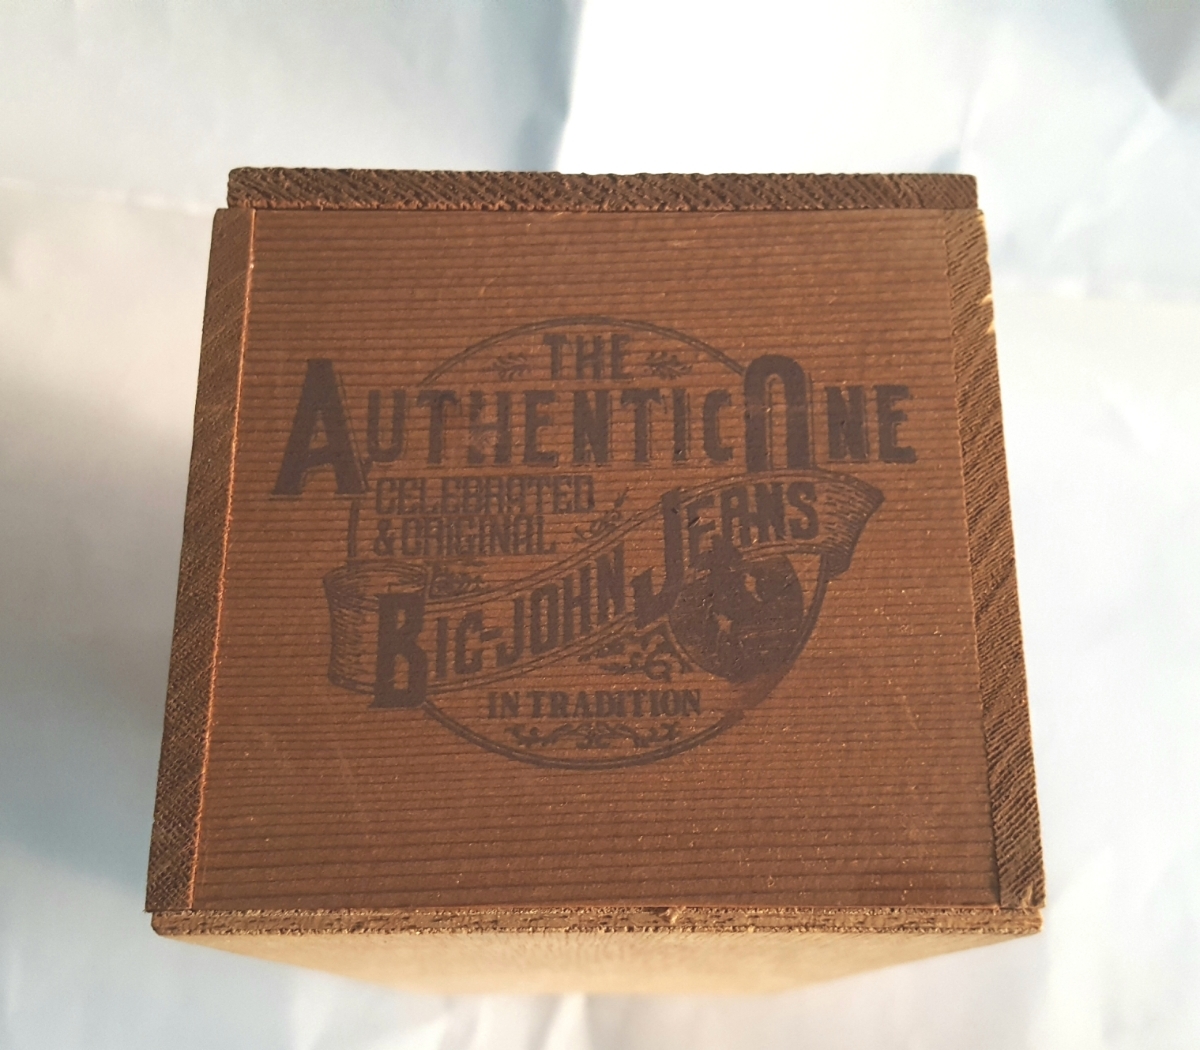 THE
AUTHENTIC ONE
CELEBRATED
& ORIGINAL
BIG-JOHN JEANS
IN TRADITION